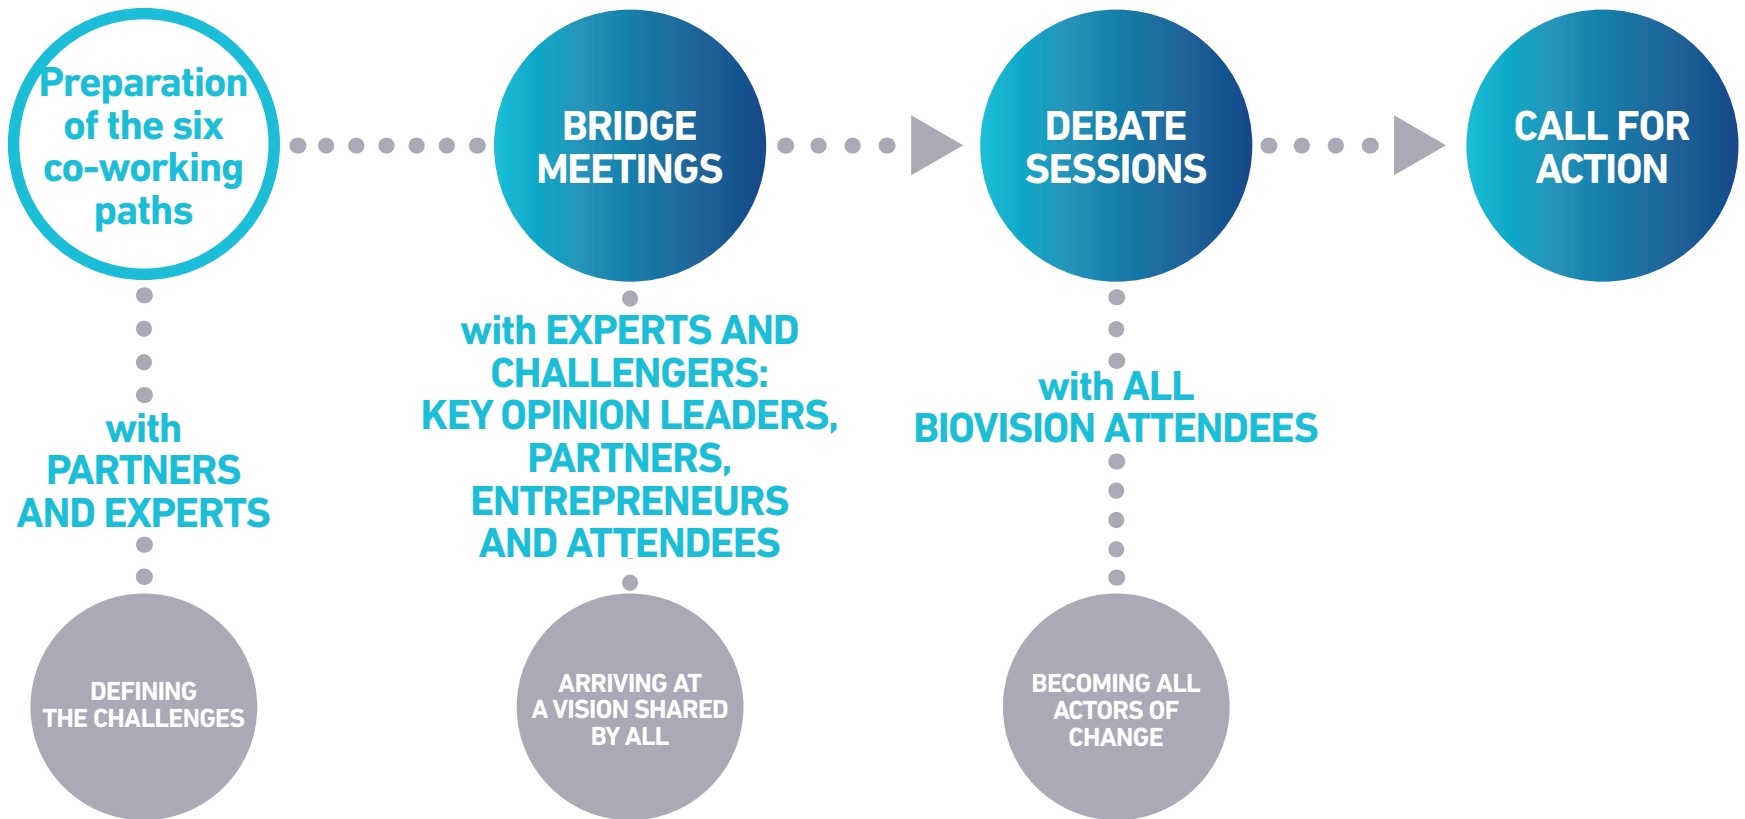 Preparation
of the six
co-working
paths
BRIDGE
MEETINGS
DEBATE
SESSIONS
CALL FOR
ACTION
with
PARTNERS
AND EXPERTS
with EXPERTS AND
CHALLENGERS:
KEY OPINION LEADERS,
PARTNERS,
ENTREPRENEURS
AND ATTENDEES
with ALL
BIOVISION ATTENDEES
DEFINING
THE CHALLENGES
ARRIVING AT
A VISION SHARED
BY ALL
BECOMING ALL
ACTORS OF
CHANGE